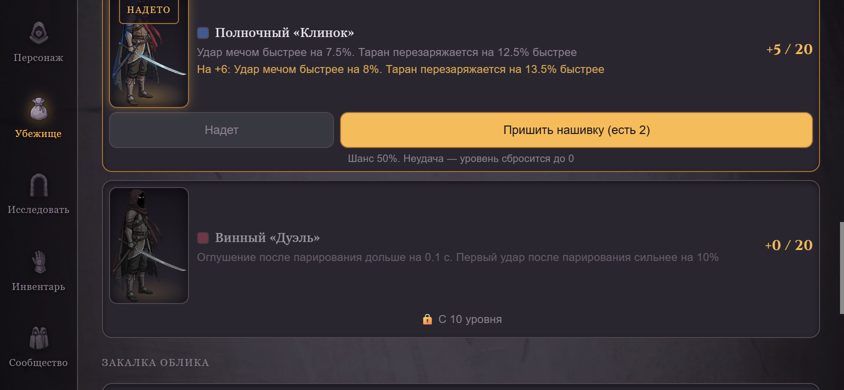 НАДЕТО
Полночный «Клинок»
Удар мечом быстрее на 7.5%. Таран перезаряжается на 12.5% быстрее
На +6: Удар мечом быстрее на 8%. Таран перезаряжается на 13.5% быстрее
+5 / 20
Надет
Пришить нашивку (есть 2)
Шанс 50%. Неудача — уровень сбросится до 0
Винный «Дуэль»
Оглушение после парирования дольше на 0.1 с. Первый удар после парирования сильнее на 10%
+0 / 20
С 10 уровня
ЗАКАЛКА ОБЛИКА
Персонаж
Убежище
Исследовать
Инвентарь
Сообщество